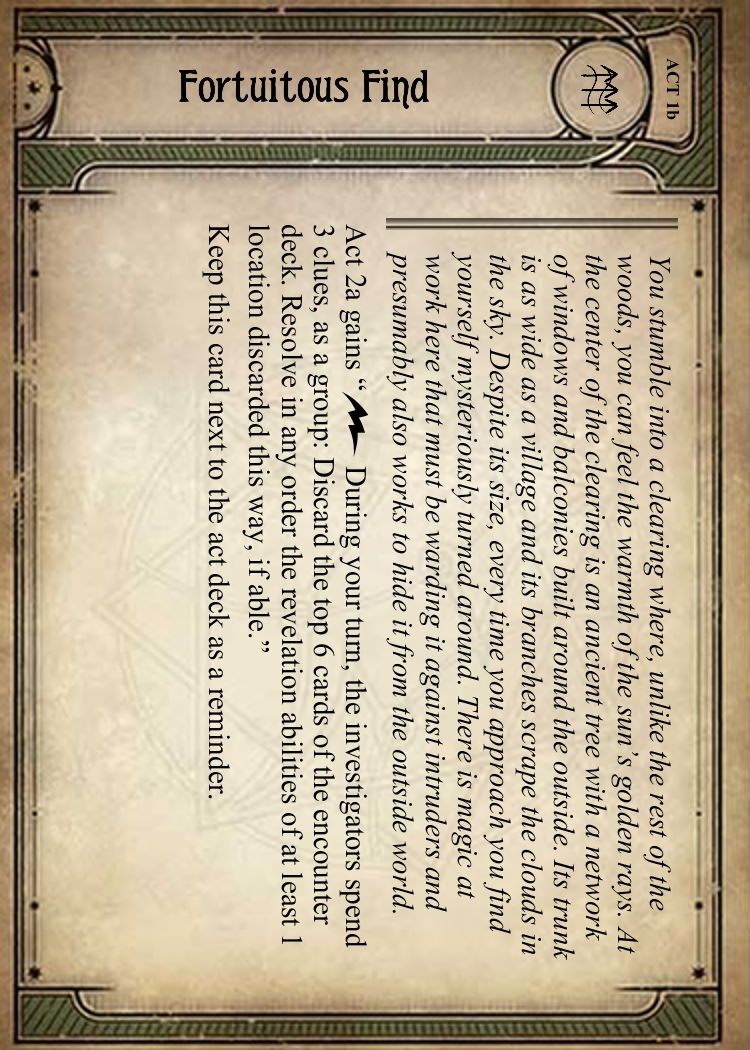 ACT 1b
Fortuitous Find
You stumble into a clearing where, unlike the rest of the
woods, you can feel the warmth of the sun’s golden rays. At
the center of the clearing is an ancient tree with a network
of windows and balconies built around the outside. Its trunk
is as wide as a village and its branches scrape the clouds in
the sky. Despite its size, every time you approach you find
yourself mysteriously turned around. There is magic at
work here that must be warding it against intruders and
presumably also works to hide it from the outside world.
Act 2a gains “ During your turn, the investigators spend
3 clues, as a group: Discard the top 6 cards of the encounter
deck. Resolve in any order the revelation abilities of at least 1
location discarded this way, if able.”
Keep this card next to the act deck as a reminder.